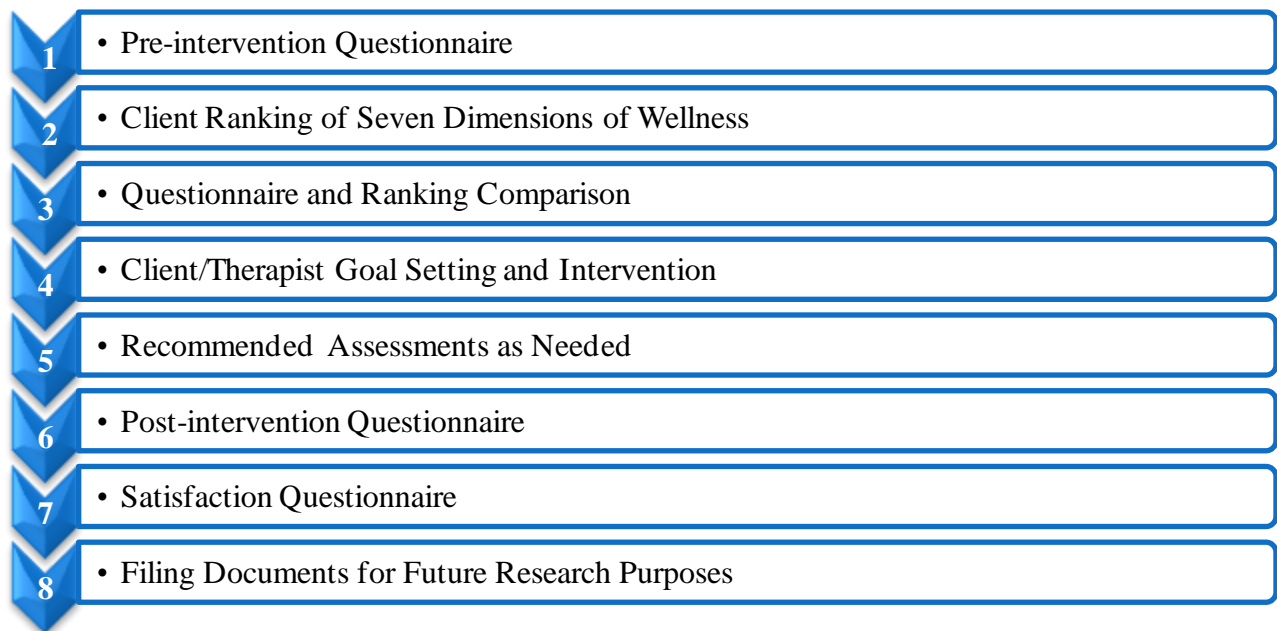 1 • Pre-intervention Questionnaire
2 • Client Ranking of Seven Dimensions of Wellness
3 • Questionnaire and Ranking Comparison
4 • Client/Therapist Goal Setting and Intervention
5 • Recommended Assessments as Needed
6 • Post-intervention Questionnaire
7 • Satisfaction Questionnaire
8 • Filing Documents for Future Research Purposes